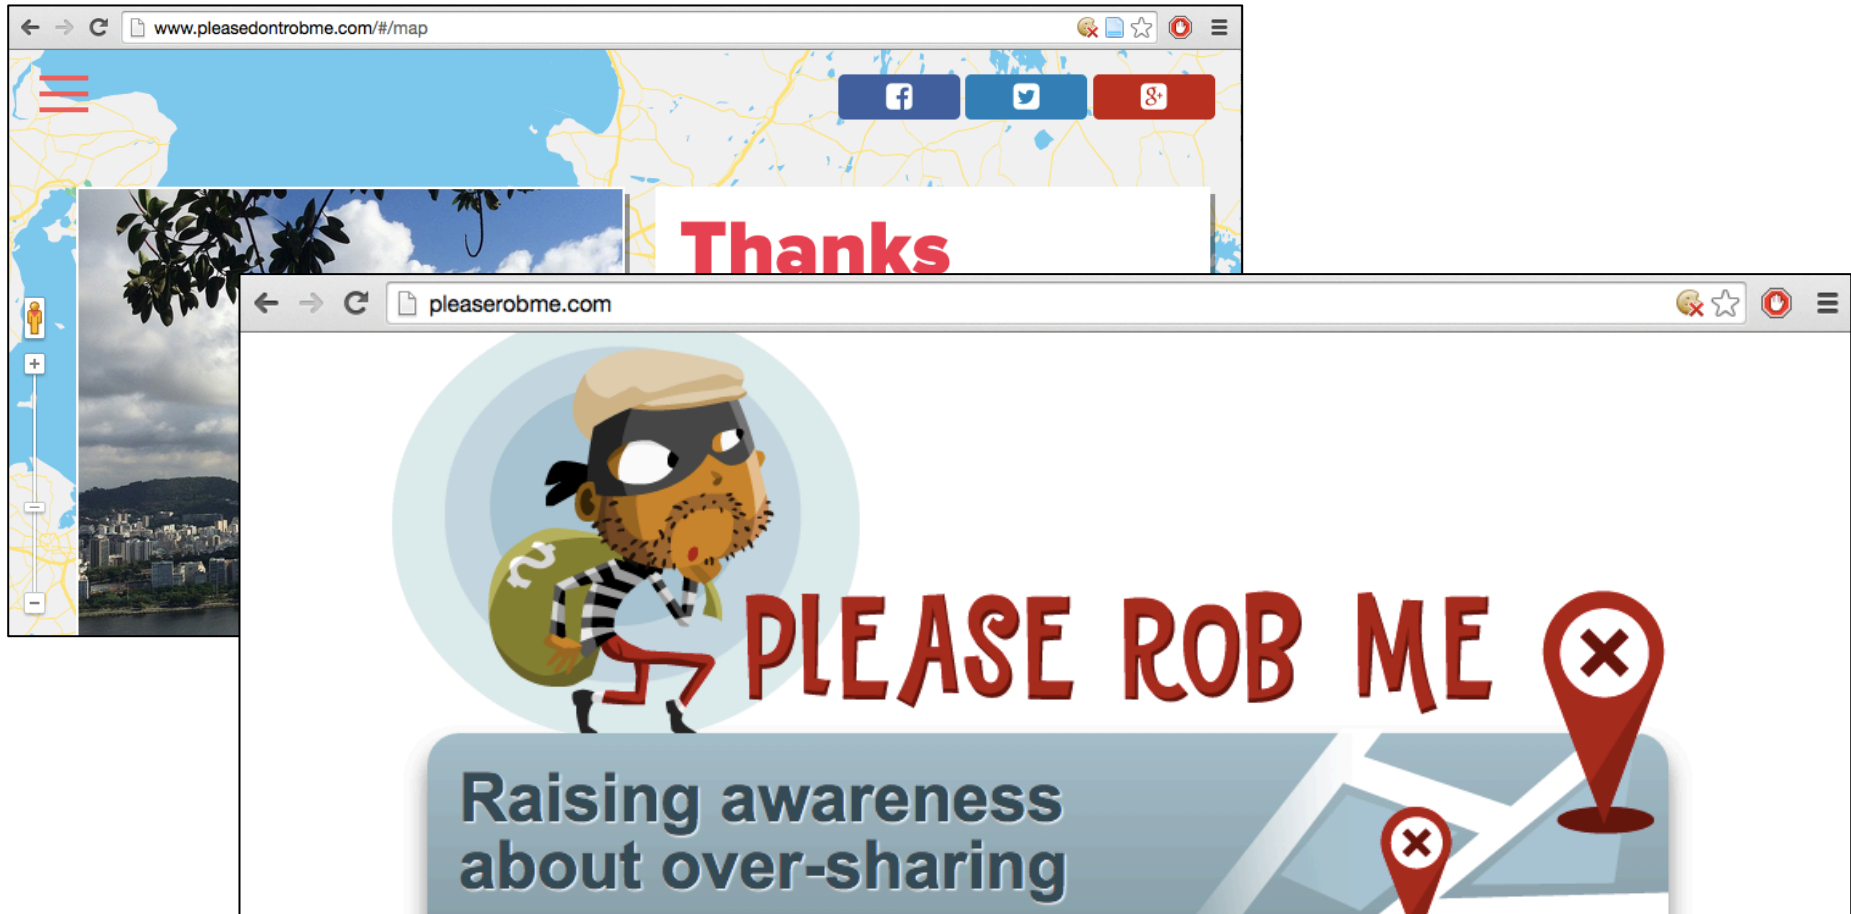 www.pleasedontrobme.com/#/map
Thanks
pleaserobme.com
PLEASE ROB ME
Raising awareness
about over-sharing